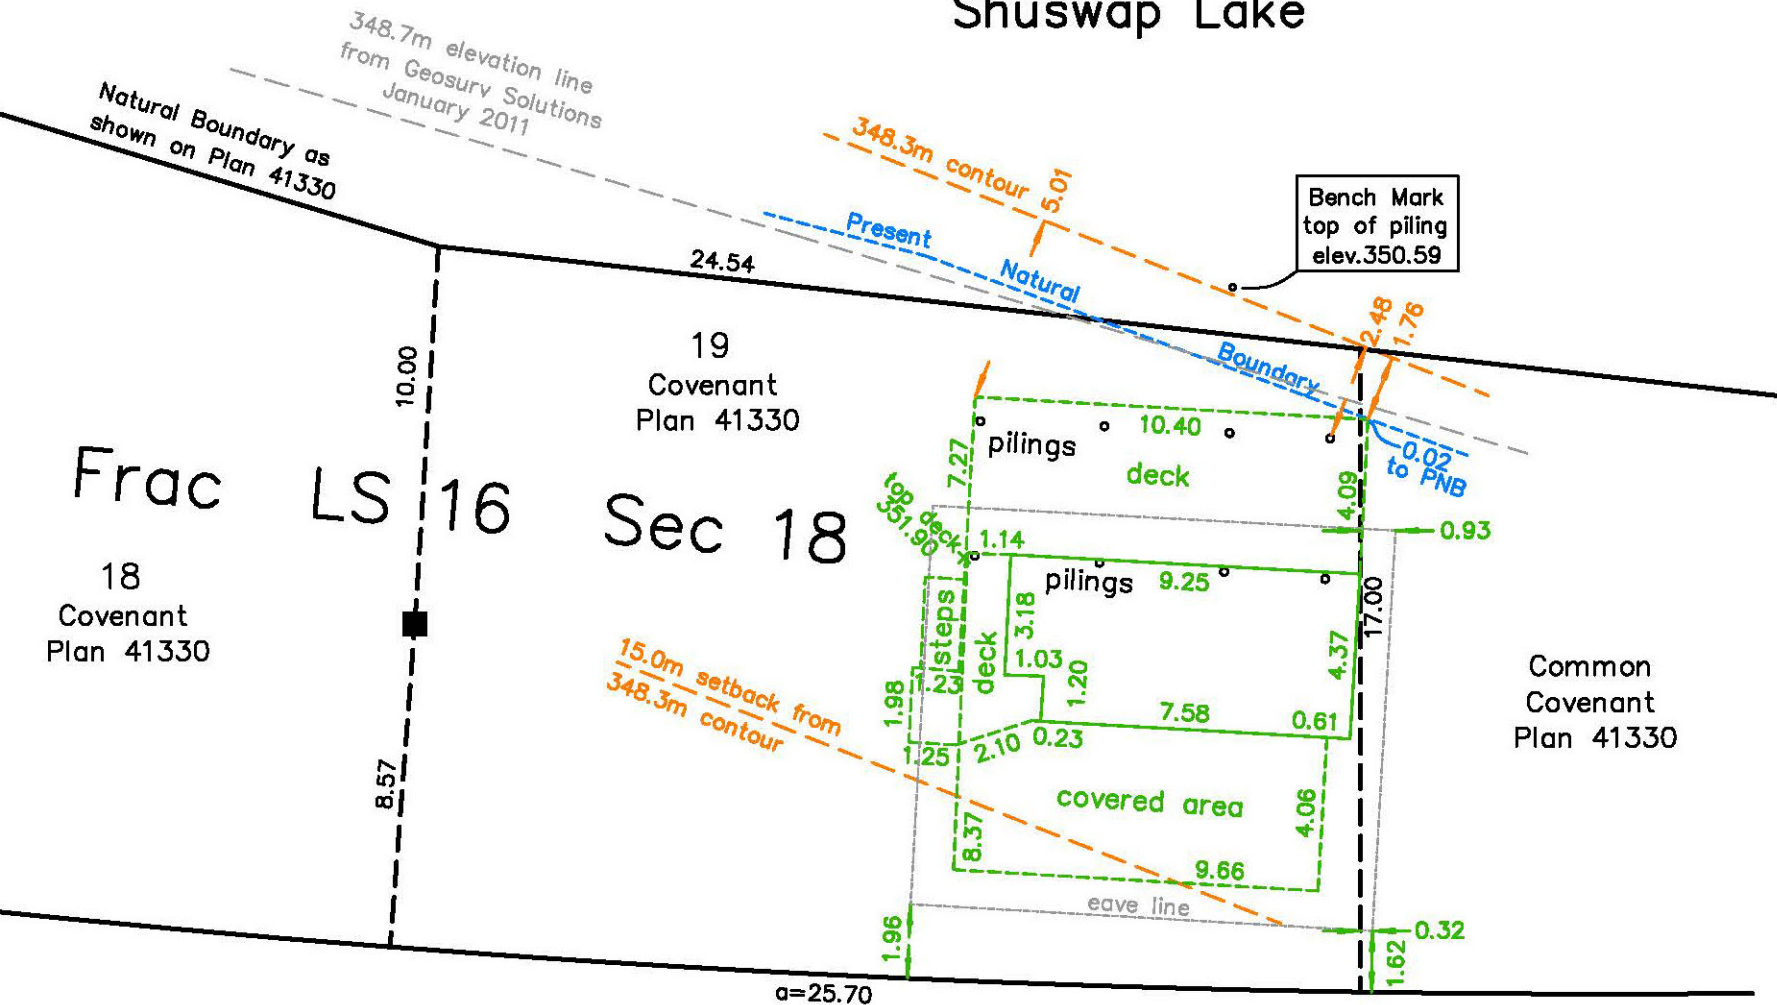 Shuswap Lake
348.7m elevation line
from Geosurv Solutions
January 2011
Natural Boundary as
shown on Plan 41330
348.3m contour
5.01
Bench Mark
top of piling
elev.350.59
Present Natural Boundary
24.54
2.48
1.76
10.00
19
Covenant
Plan 41330
10.40
pilings
deck
7.27
4.09
0.02
to PNB
Frac LS 16 Sec 18
top deck
351.90
0.93
1.14
pilings
9.25
17.00
18
Covenant
Plan 41330
steps
deck
3.18
1.03
1.20
4.37
15.0m setback from
348.3m contour
1.23
1.98
1.25
2.10
0.23
7.58
0.61
Common
Covenant
Plan 41330
8.57
covered area
8.37
4.06
9.66
eave line
1.96
0.32
1.62
a=25.70